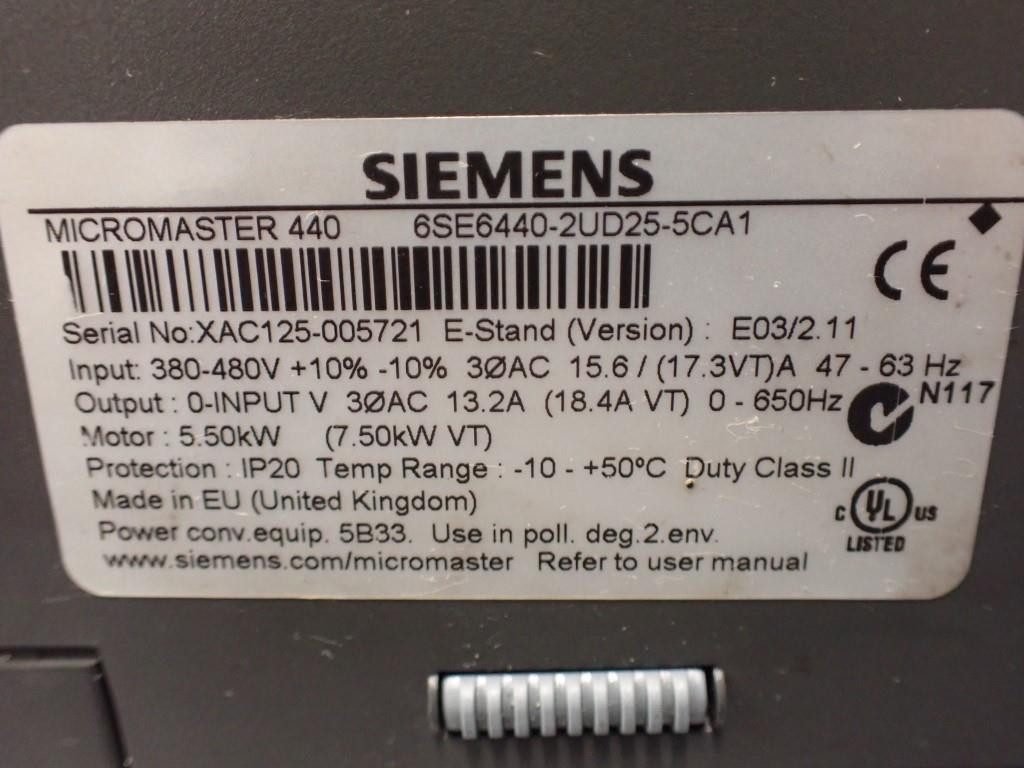 SIEMENS
MICROMASTER 440 6SE6440-2UD25-5CA1
CE
Serial No:XAC125-005721 E-Stand (Version) : E03/2.11
Input: 380-480V +10% -10% 3ØAC 15.6 / (17.3VT)A 47 - 63 Hz
Output : 0-INPUT V 3ØAC 13.2A (18.4A VT) 0 - 650Hz
N117
Motor : 5.50kW (7.50kW VT)
Protection : IP20 Temp Range : -10 - +50ºC Duty Class II
Made in EU (United Kingdom)
C UL US
LISTED
Power conv.equip. 5B33. Use in poll. deg.2.env.
www.siemens.com/micromaster Refer to user manual